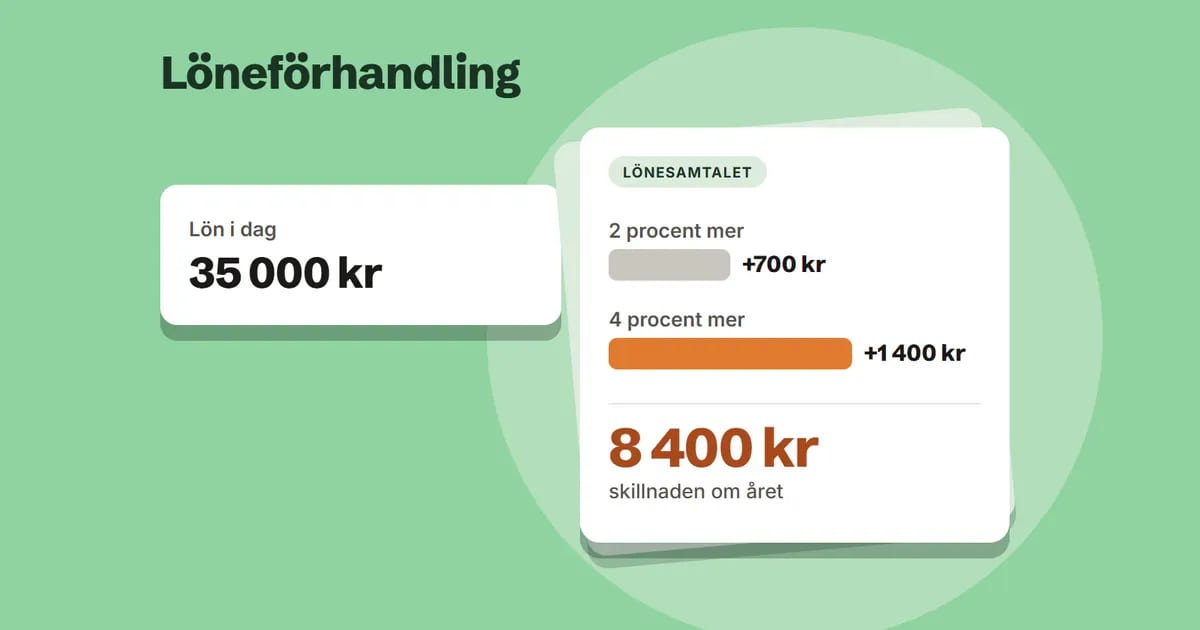 Löneförhandling
Lön i dag
35 000 kr
LÖNESAMTALET
2 procent mer
+700 kr
4 procent mer
+1 400 kr
8 400 kr
skillnaden om året